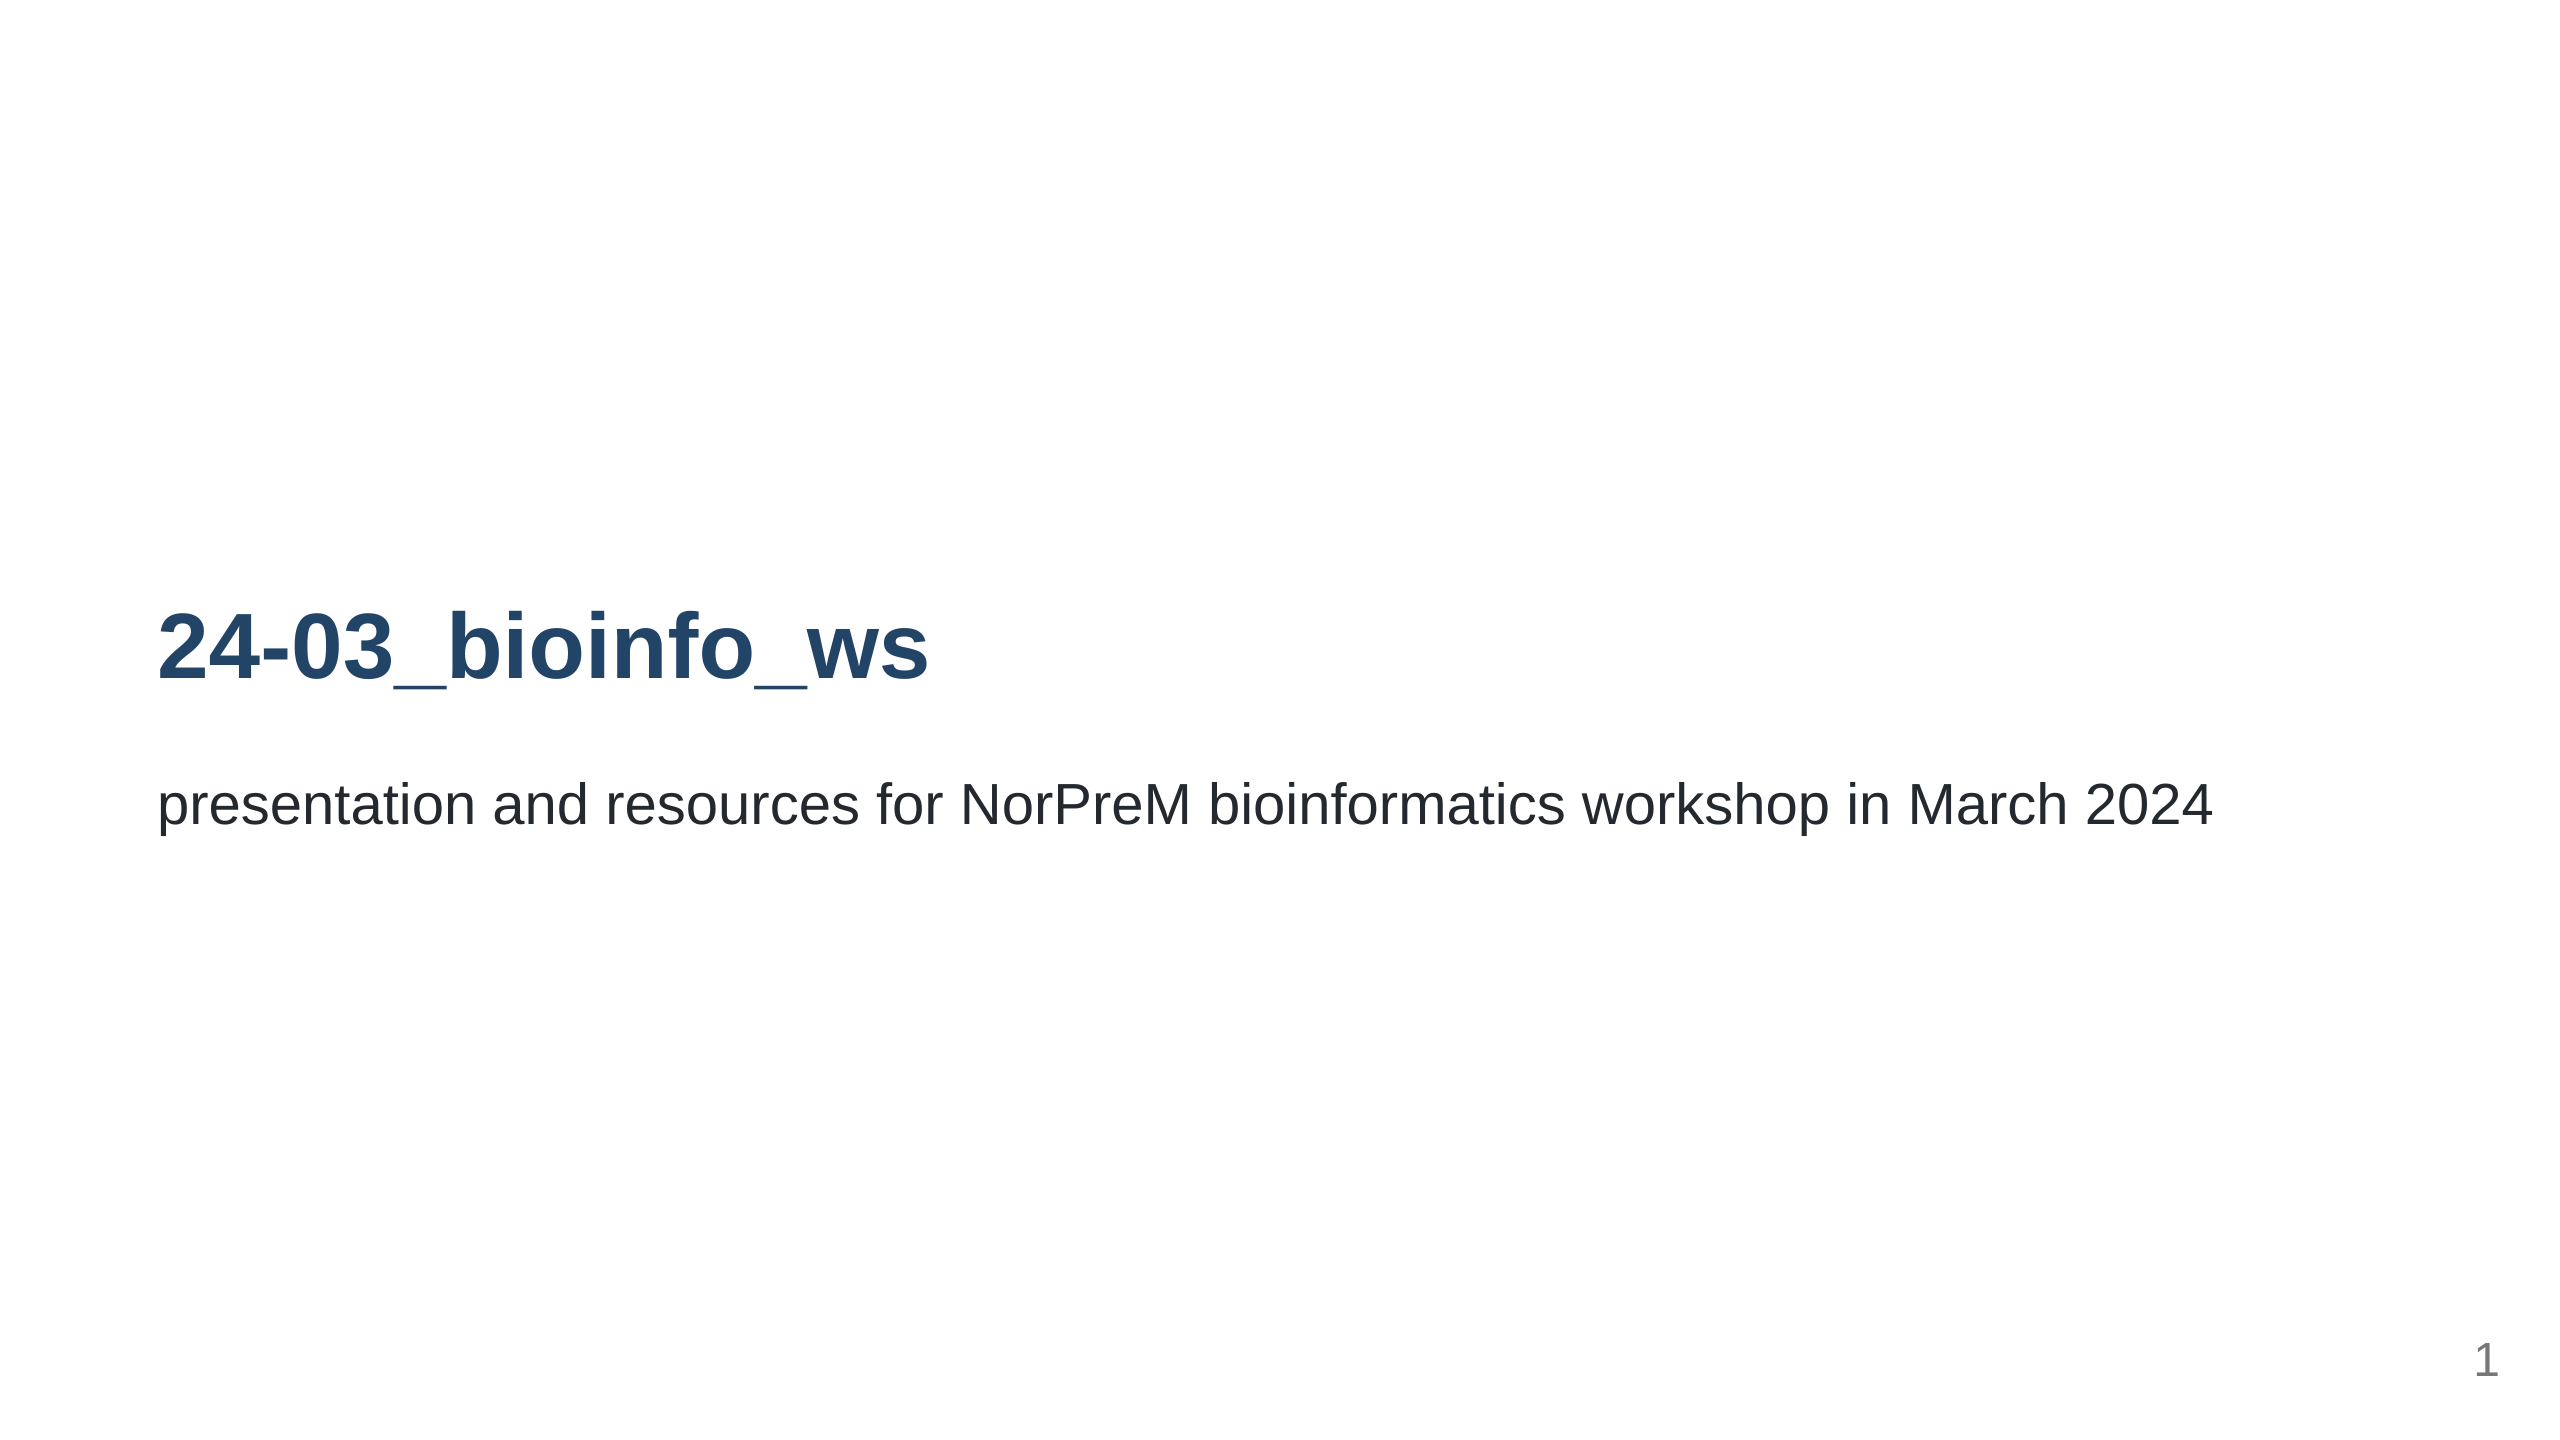 24-03_bioinfo_ws
presentation and resources for NorPreM bioinformatics workshop in March 2024
1